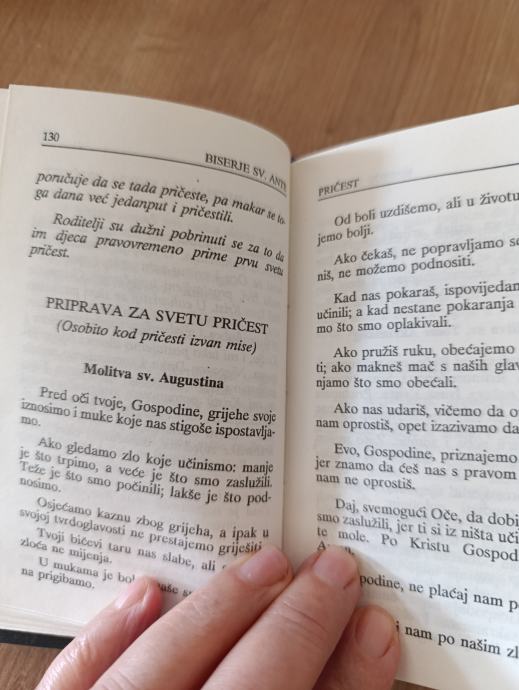 130
BISERJE SV. ANTE
poručuje da se tada pričeste, pa makar se to-
ga dana već jedanput i pričestili.
Roditelji su dužni pobrinuti se za to da
im djeca pravovremeno prime prvu svetu
pričest.
PRIPRAVA ZA SVETU PRIČEST
(Osobito kod pričesti izvan mise)
Molitva sv. Augustina
Pred oči tvoje, Gospodine, grijehe svoje
iznosimo i muke koje nas stigoše ispostavlja-
mo.
Ako gledamo zlo koje učinismo: manje
je što trpimo, a veće je što smo zaslužili.
Teže je što smo počinili; lakše je što pod-
nosimo.
Osjećamo kaznu zbog grijeha, a ipak u
svojoj tvrdoglavosti ne prestajemo griješiti.
Tvoji bičevi taru nas slabe, ali
zloća ne mijenja.
U mukama je
na prigibamo.
PRIČEST
Od boli uzdišemo, ali u životu
jemo bolji.
Ako čekaš, ne popravljamo se
niš, ne možemo podnositi.
Kad nas pokaraš, ispovijedam
učinili; a kad nestane pokaranja
mo što smo oplakivali.
Ako pružiš ruku, obećajemo
ti; ako makneš mač s naših glav
njamo što smo obećali.
Ako nas udariš, vičemo da o
nam oprostiš, opet izazivamo da
Evo, Gospodine, priznajemo
jer znamo da ćeš nas s pravom
nam ne oprostiš.
Daj, svemogući Oče, da dobi
smo zaslužili, jer ti si iz ništa uči
te mole. Po Kristu Gospod
podine, ne plaćaj nam p
nam po našim zl